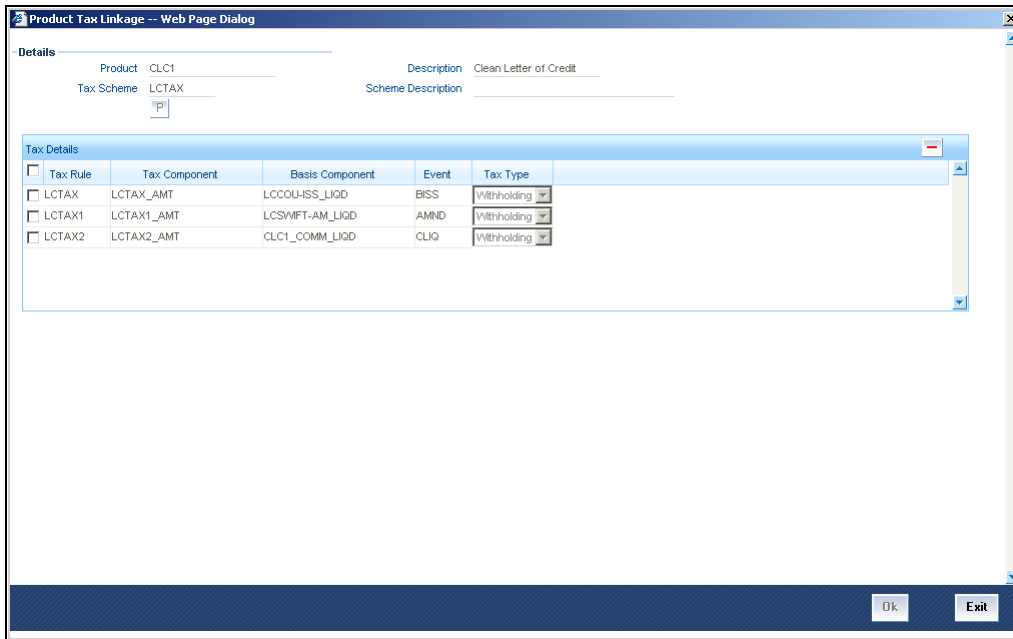 Product Tax Linkage -- Web Page Dialog
Details
Product CLC1 Description Clean Letter of Credit
Tax Scheme LCTAX Scheme Description
P
Tax Details
Tax Rule Tax Component Basis Component Event Tax Type
LCTAX LCTAX_AMT LCCOU-ISS_LIQD BISS Withholding
LCTAX1 LCTAX1_AMT LCSWIFT-AM_LIQD AMND Withholding
LCTAX2 LCTAX2_AMT CLC1_COMM_LIQD CLIQ Withholding
Ok Exit